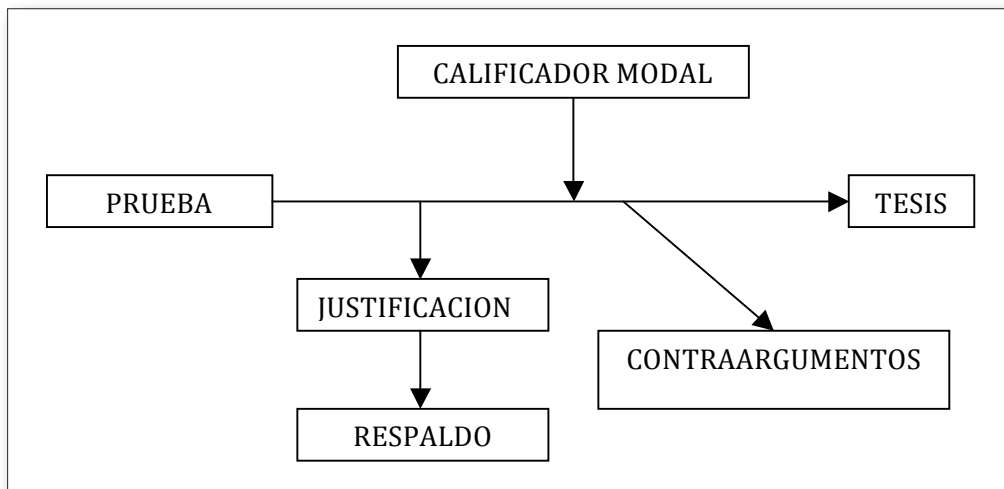 CALIFICADOR MODAL
PRUEBA
TESIS
JUSTIFICACION
CONTRAARGUMENTOS
RESPALDO